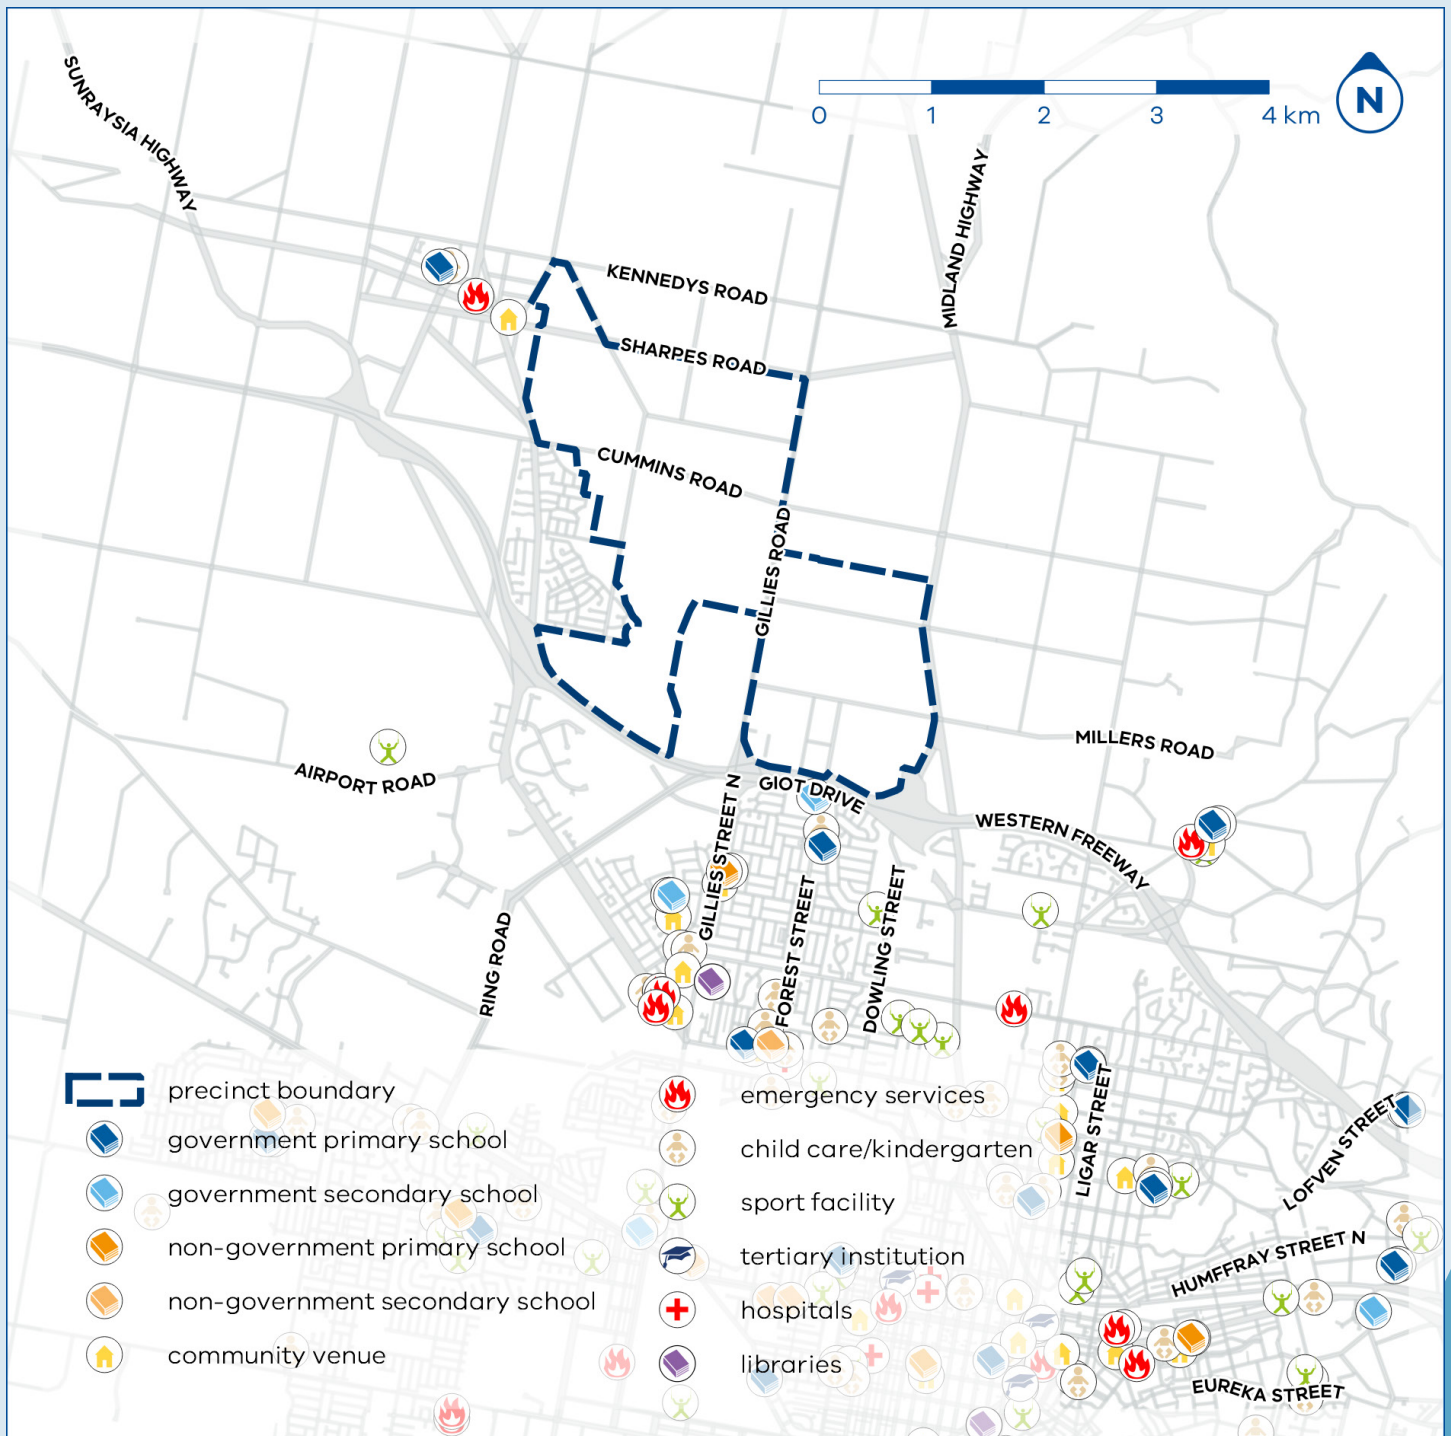 SUNRAYSIA HIGHWAY
0 1 2 3 4 km
N
MIDLAND HIGHWAY
KENNEDYS ROAD
SHARPES ROAD
CUMMINS ROAD
GILLIES ROAD
MILLERS ROAD
AIRPORT ROAD
GIOT DRIVE
GILLIES STREET N
WESTERN FREEWAY
FOREST STREET
DOWLING STREET
RING ROAD
LIGAR STREET
LOFVEN STREET
HUMFFRAY STREET N
EUREKA STREET
precinct boundary
government primary school
government secondary school
non-government primary school
non-government secondary school
community venue
emergency services
child care/kindergarten
sport facility
tertiary institution
hospitals
libraries